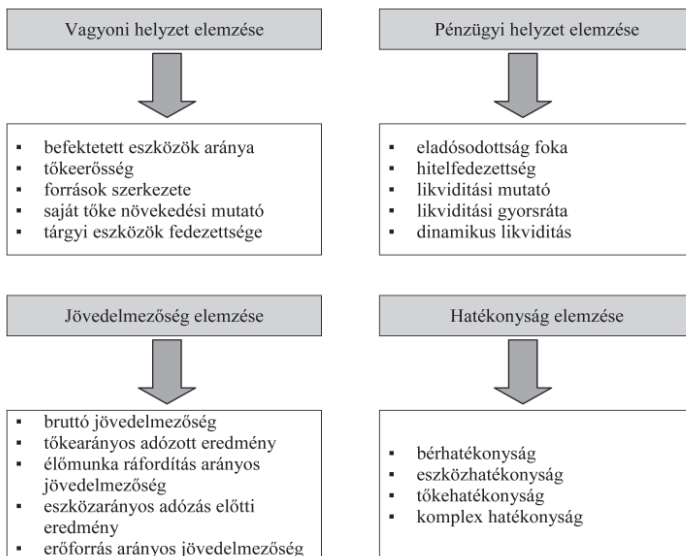 Vagyoni helyzet elemzése
▪ befektetett eszközök aránya
▪ tőkeerősség
▪ források szerkezete
▪ saját tőke növekedési mutató
▪ tárgyi eszközök fedezettsége
Pénzügyi helyzet elemzése
▪ eladósodottság foka
▪ hitelfedezettség
▪ likviditási mutató
▪ likviditási gyorsráta
▪ dinamikus likviditás
Jövedelmezőség elemzése
▪ bruttó jövedelmezőség
▪ tőkearányos adózott eredmény
▪ élőmunka ráfordítás arányos
jövedelmezőség
▪ eszközarányos adózás előtti
eredmény
▪ erőforrás arányos jövedelmezőség
Hatékonyság elemzése
▪ bérhatékonyság
▪ eszközhatékonyság
▪ tőkehatékonyság
▪ komplex hatékonyság